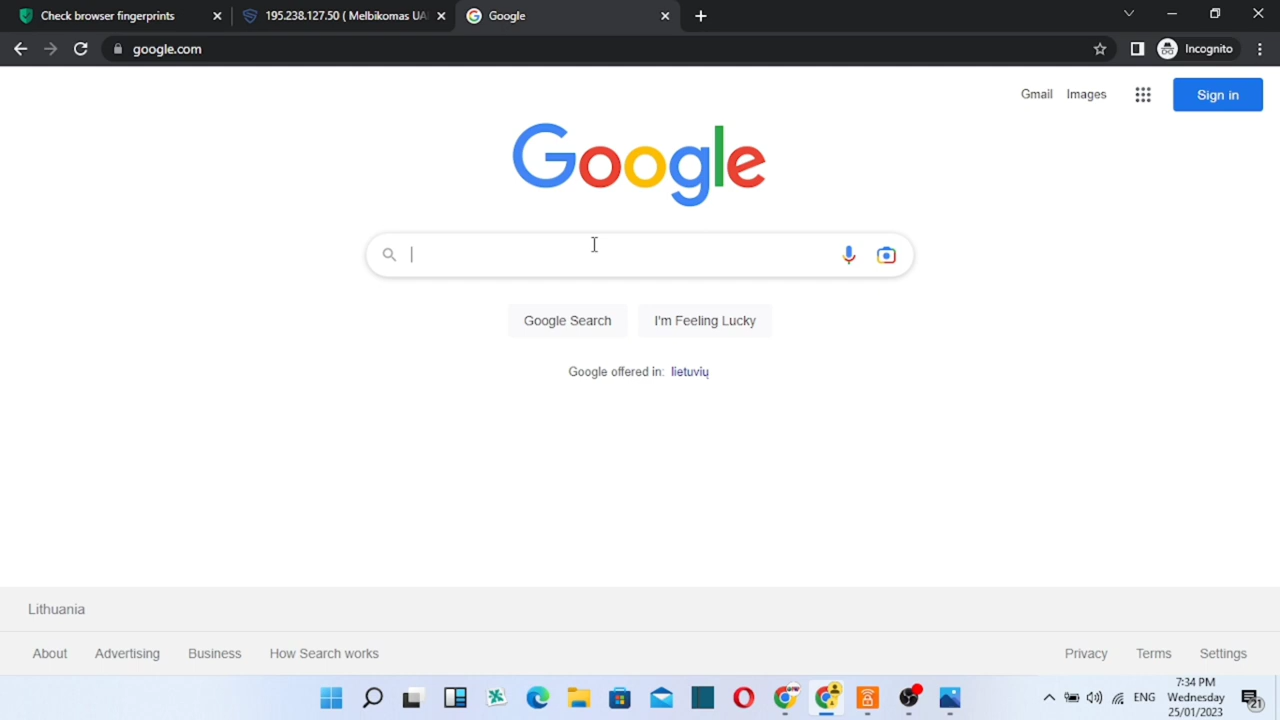 Check browser fingerprints
195.238.127.50 ( Melbikomas UA
Google
google.com
Incognito
Gmail
Images
Sign in
Google
Google Search
I'm Feeling Lucky
Google offered in: lietuvių
Lithuania
About
Advertising
Business
How Search works
Privacy
Terms
Settings
ENG
7:34 PM
Wednesday
25/01/2023
21